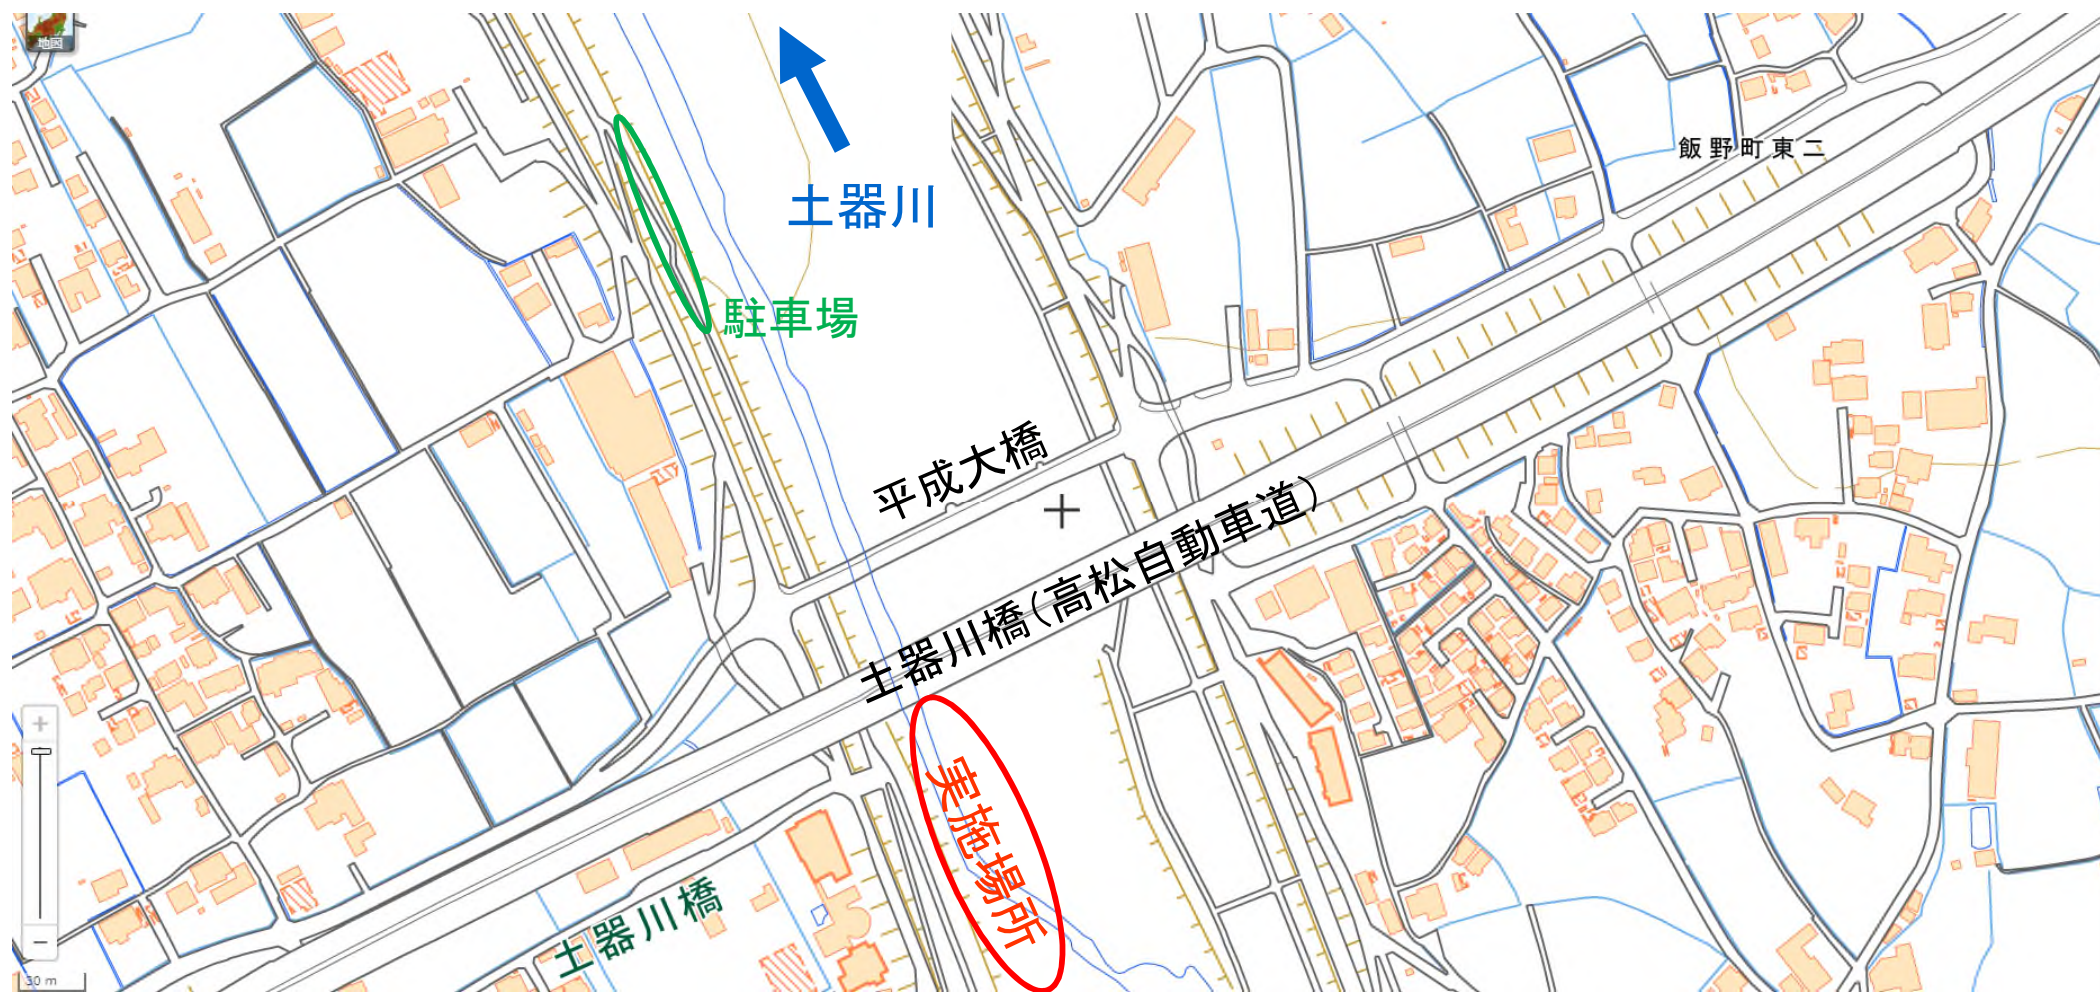 地図
飯野町東二
土器川
駐車場
平成大橋
土器川橋（高松自動車道）
実施場所
土器川橋
30 m